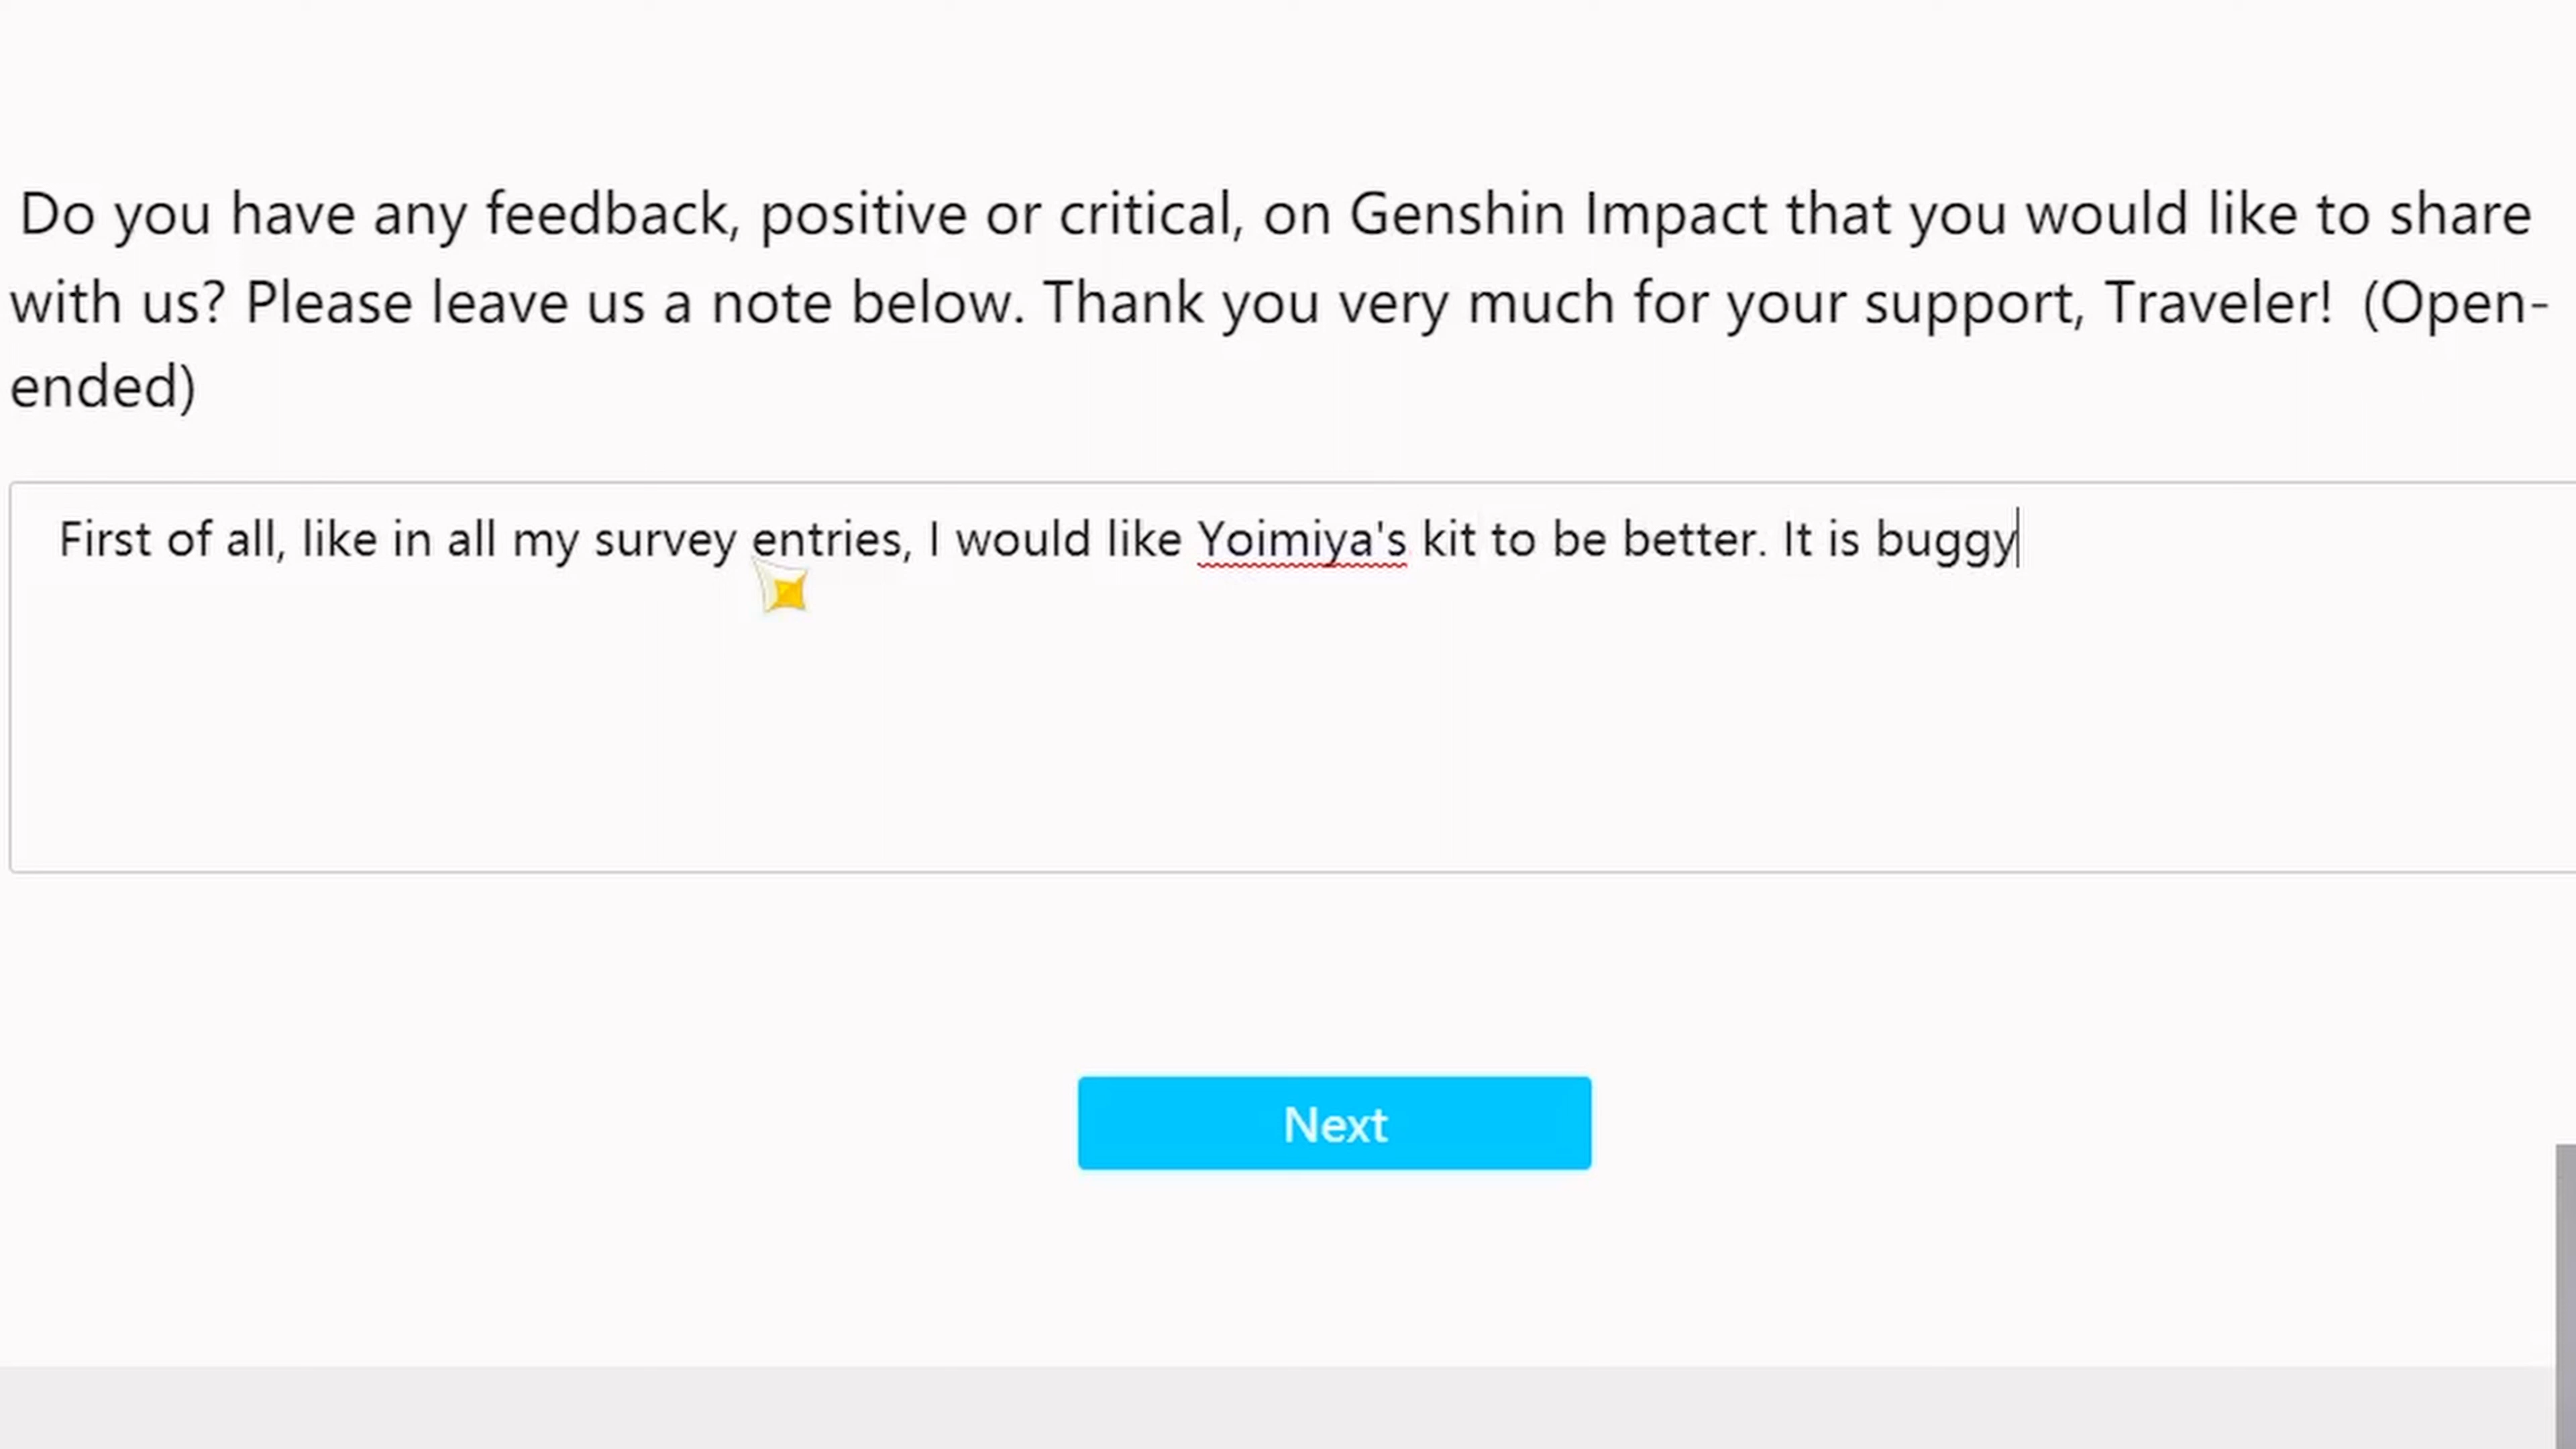 Do you have any feedback, positive or critical, on Genshin Impact that you would like to share
with us? Please leave us a note below. Thank you very much for your support, Traveler! (Open-
ended)
First of all, like in all my survey entries, I would like Yoimiya's kit to be better. It is buggy
Next